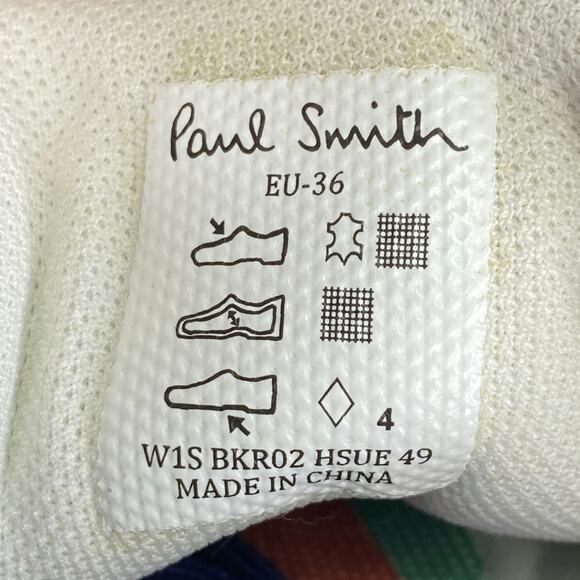 Paul Smith
EU-36
4
W1S BKR02 HSUE 49
MADE IN CHINA